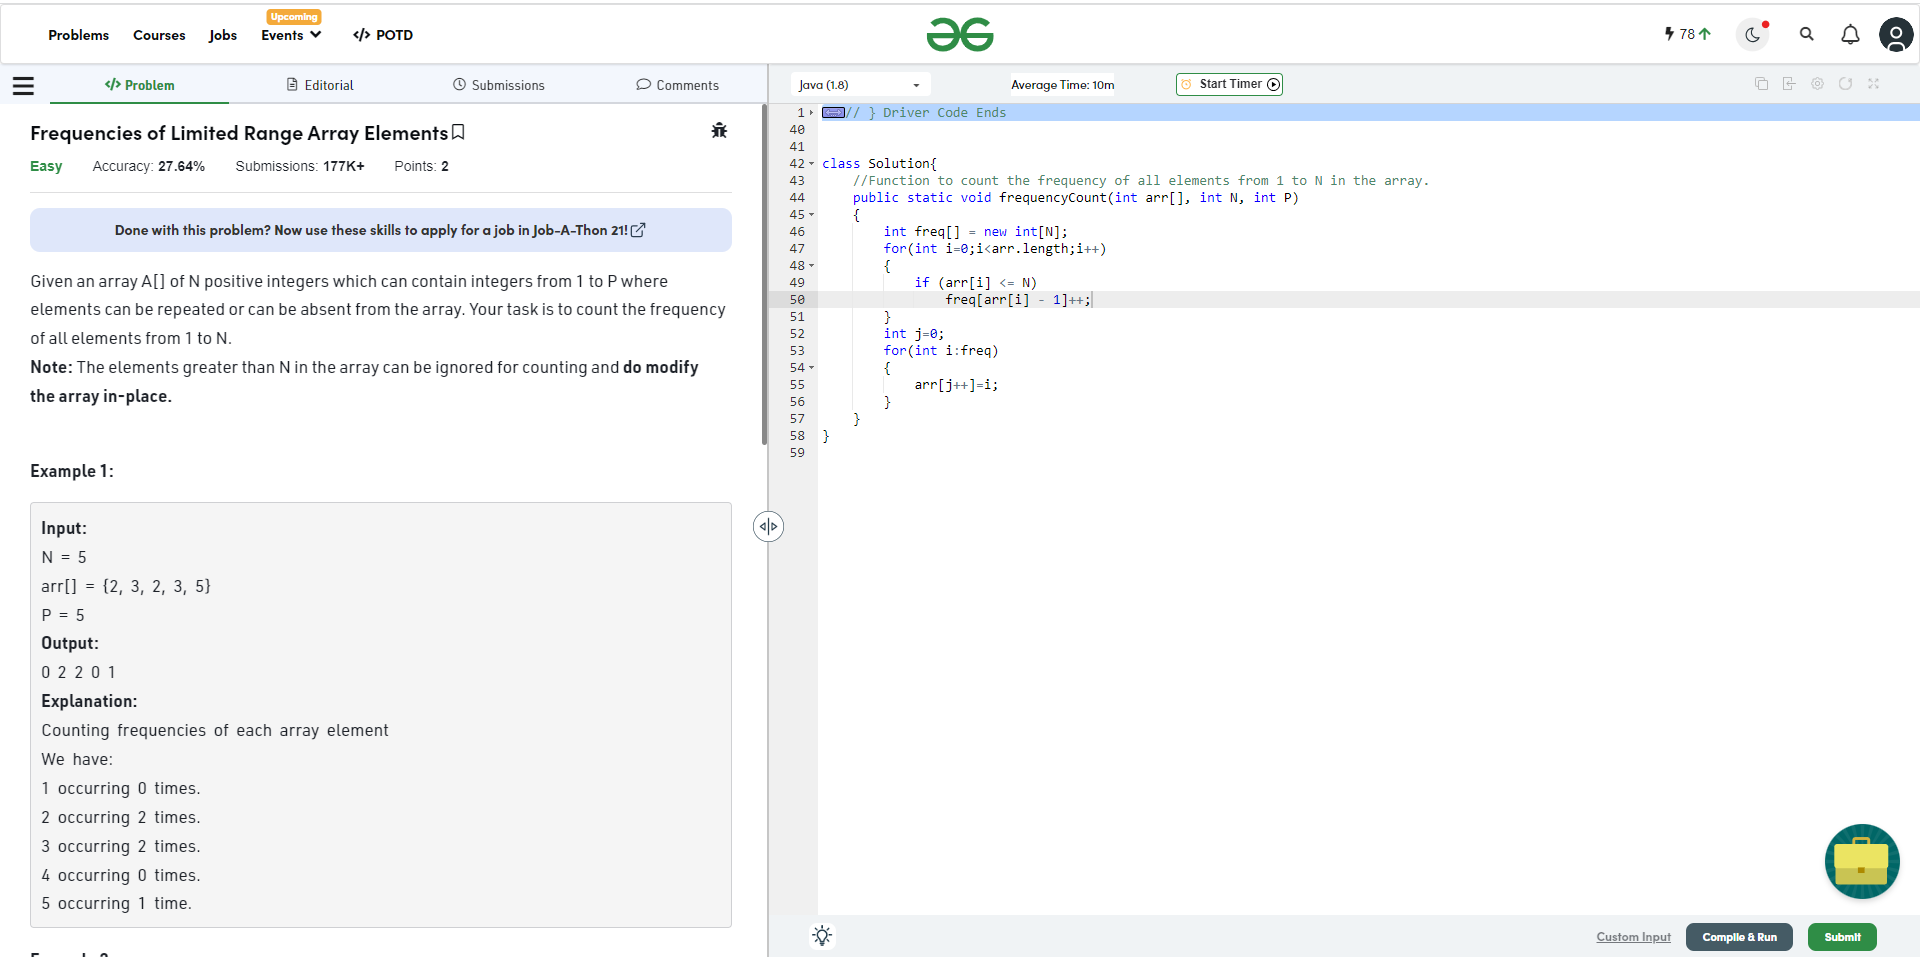 Problems Courses Jobs Upcoming Events </> POTD
78
</> Problem Editorial Submissions Comments
Frequencies of Limited Range Array Elements
Easy Accuracy: 27.64% Submissions: 177K+ Points: 2
Done with this problem? Now use these skills to apply for a job in Job-A-Thon 21!
Given an array A[] of N positive integers which can contain integers from 1 to P where
elements can be repeated or can be absent from the array. Your task is to count the frequency
of all elements from 1 to N.
Note: The elements greater than N in the array can be ignored for counting and do modify
the array in-place.
Example 1:
Input:
N = 5
arr[] = {2, 3, 2, 3, 5}
P = 5
Output:
0 2 2 0 1
Explanation:
Counting frequencies of each array element
We have:
1 occurring 0 times.
2 occurring 2 times.
3 occurring 2 times.
4 occurring 0 times.
5 occurring 1 time.
Java (1.8) Average Time: 10m Start Timer
1 // } Driver Code Ends
40
41
42 class Solution{
43 //Function to count the frequency of all elements from 1 to N in the array.
44 public static void frequencyCount(int arr[], int N, int P)
45 {
46 int freq[] = new int[N];
47 for(int i=0;i<arr.length;i++)
48 {
49 if (arr[i] <= N)
50 freq[arr[i] - 1]++;
51 }
52 int j=0;
53 for(int i:freq)
54 {
55 arr[j++]=i;
56 }
57 }
58 }
59
Custom Input Compile & Run Submit